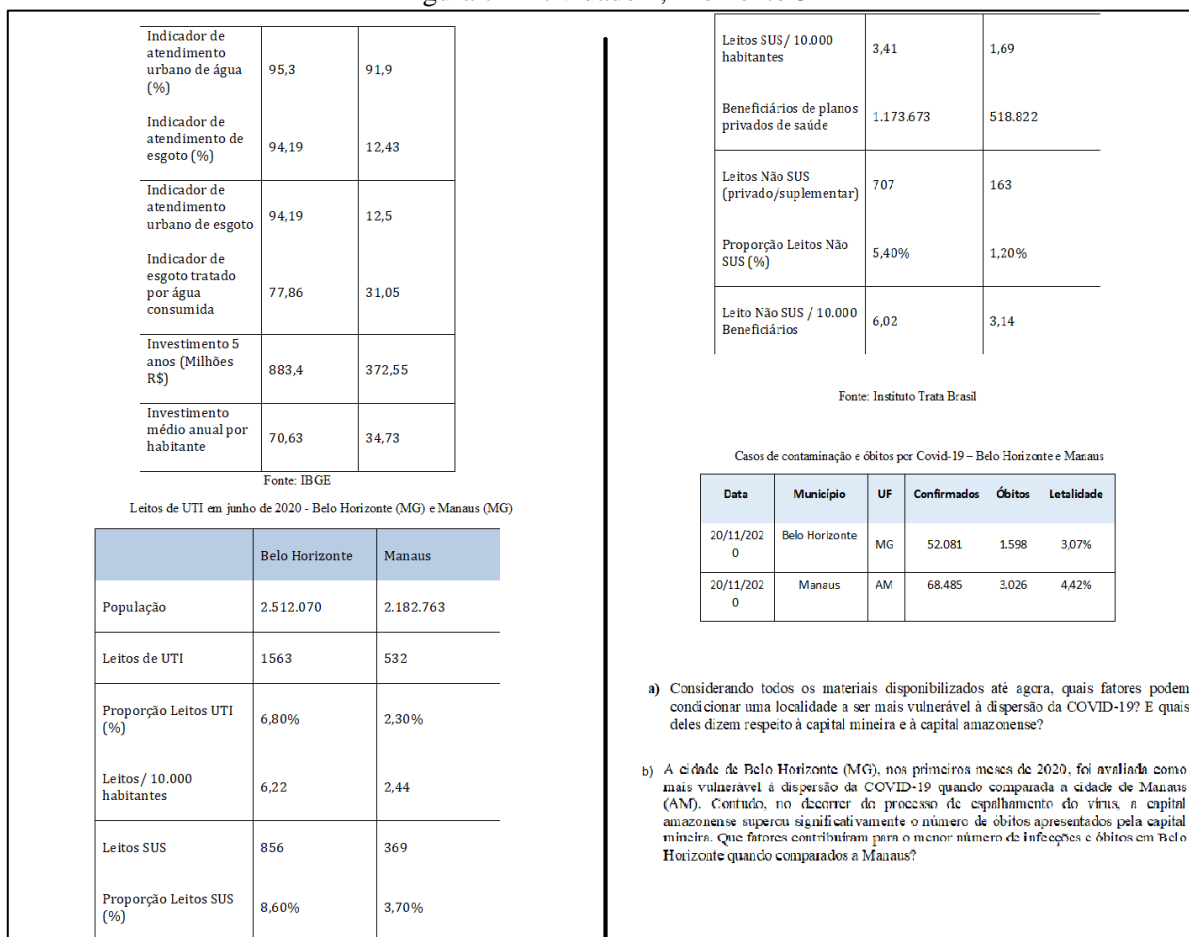 Indicador de
atendimento
urbano de água
(%)
95,3
91,9
Indicador de
atendimento de
esgoto (%)
94,19
12,43
Indicador de
atendimento
urbano de esgoto
94,19
12,5
Indicador de
esgoto tratado
por água
consumida
77,86
31,05
Investimento 5
anos (Milhões
R$)
883,4
372,55
Investimento
médio anual por
habitante
70,63
34,73
Fonte: IBGE
Leitos de UTI em junho de 2020 - Belo Horizonte (MG) e Manaus (MG)
Belo Horizonte
Manaus
População
2.512.070
2.182.763
Leitos de UTI
1563
532
Proporção Leitos UTI
(%)
6,80%
2,30%
Leitos/ 10.000
habitantes
6,22
2,44
Leitos SUS
856
369
Proporção Leitos SUS
(%)
8,60%
3,70%
Leitos SUS/ 10.000
habitantes
3,41
1,69
Beneficiários de planos
privados de saúde
1.173.673
518.822
Leitos Não SUS
(privado/suplementar)
707
163
Proporção Leitos Não
SUS (%)
5,40%
1,20%
Leito Não SUS / 10.000
Beneficiários
6,02
3,14
Fonte: Instituto Trata Brasil
Casos de contaminação e óbitos por Covid-19 – Belo Horizonte e Manaus
Data Município UF Confirmados Óbitos Letalidade
20/11/202
0
Belo Horizonte
MG
52.081
1.598
3,07%
20/11/202
0
Manaus
AM
68.485
3.026
4,42%
a) Considerando todos os materiais disponibilizados até agora, quais fatores podem
condicionar uma localidade a ser mais vulnerável à dispersão da COVID-19? E quais
deles dizem respeito à capital mineira e à capital amazonense?
b) A cidade de Belo Horizonte (MG), nos primeiros meses de 2020, foi avaliada como
mais vulnerável à dispersão da COVID-19 quando comparada a cidade de Manaus
(AM). Contudo, no decorrer do processo de espalhamento do vírus, a capital
amazonense superou significativamente o número de óbitos apresentados pela capital
mineira. Que fatores contribuíram para o menor número de infecções e óbitos em Belo
Horizonte quando comparados a Manaus?